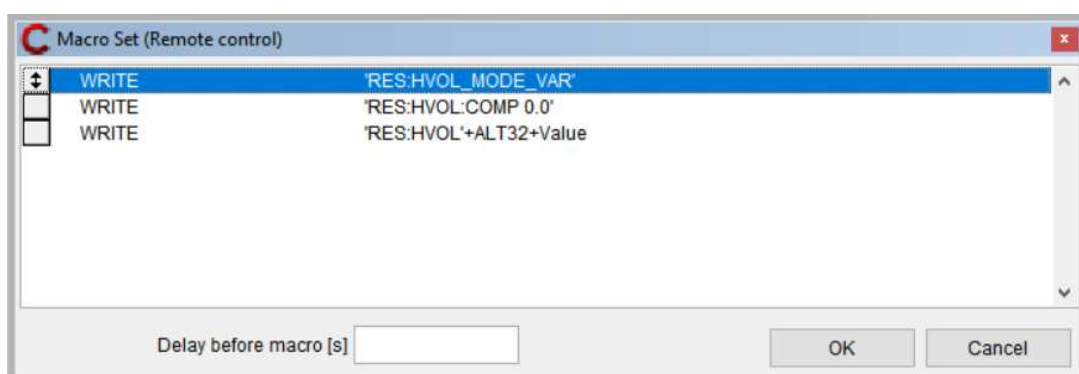 Macro Set (Remote control)
WRITE 'RES:HVOL_MODE_VAR'
WRITE 'RES:HVOL:COMP 0.0'
WRITE 'RES:HVOL'+ALT32+Value
Delay before macro [s]
OK Cancel